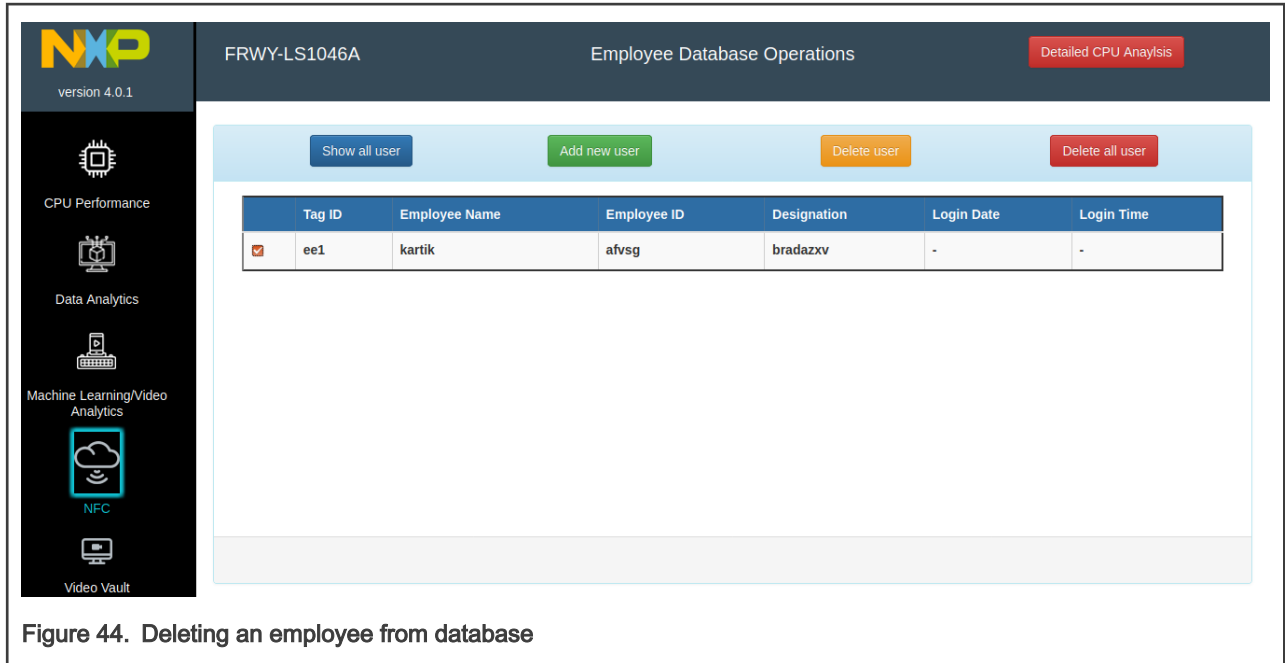 NXP
version 4.0.1
FRWY-LS1046A
Employee Database Operations
Detailed CPU Anaylsis
CPU Performance
Data Analytics
Machine Learning/Video
Analytics
NFC
Video Vault
Show all user
Add new user
Delete user
Delete all user
Tag ID Employee Name Employee ID Designation Login Date Login Time
ee1 kartik afvsg bradazxv - -
Figure 44. Deleting an employee from database